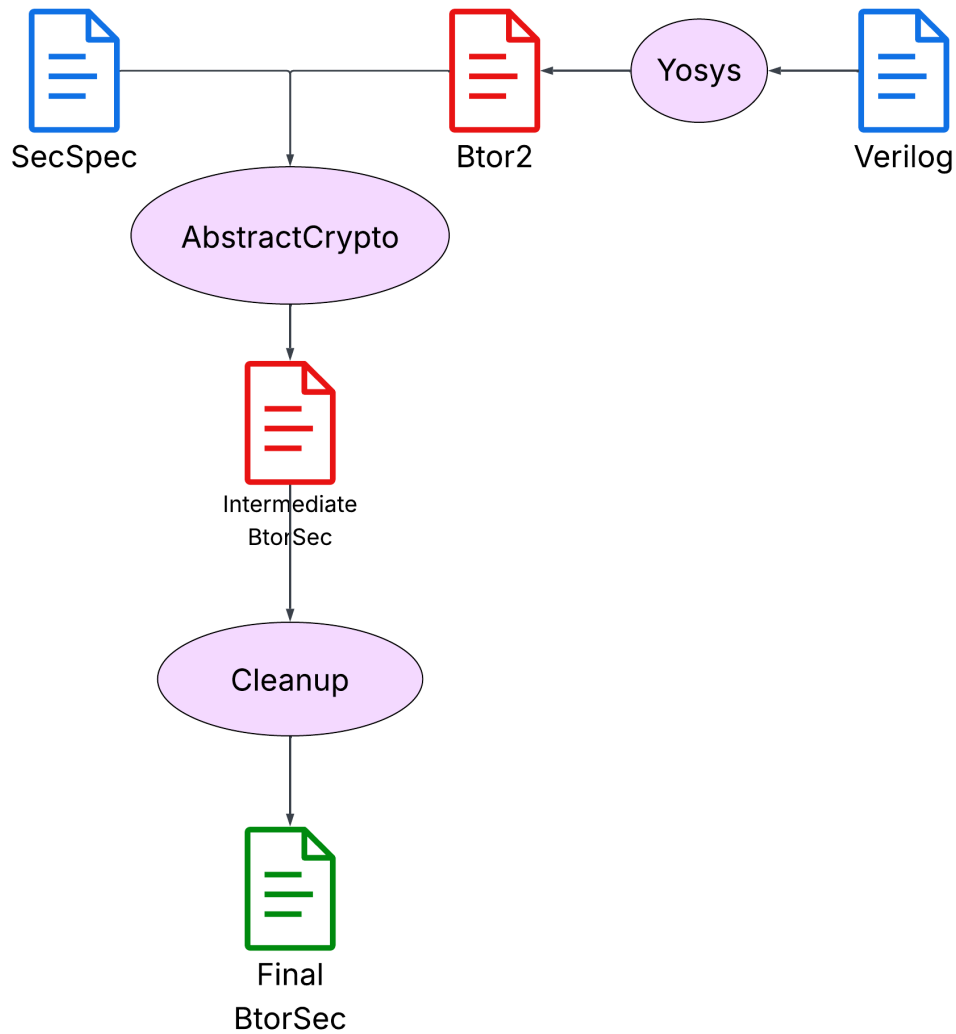 SecSpec
Btor2
Yosys
Verilog
AbstractCrypto
Intermediate
BtorSec
Cleanup
Final
BtorSec